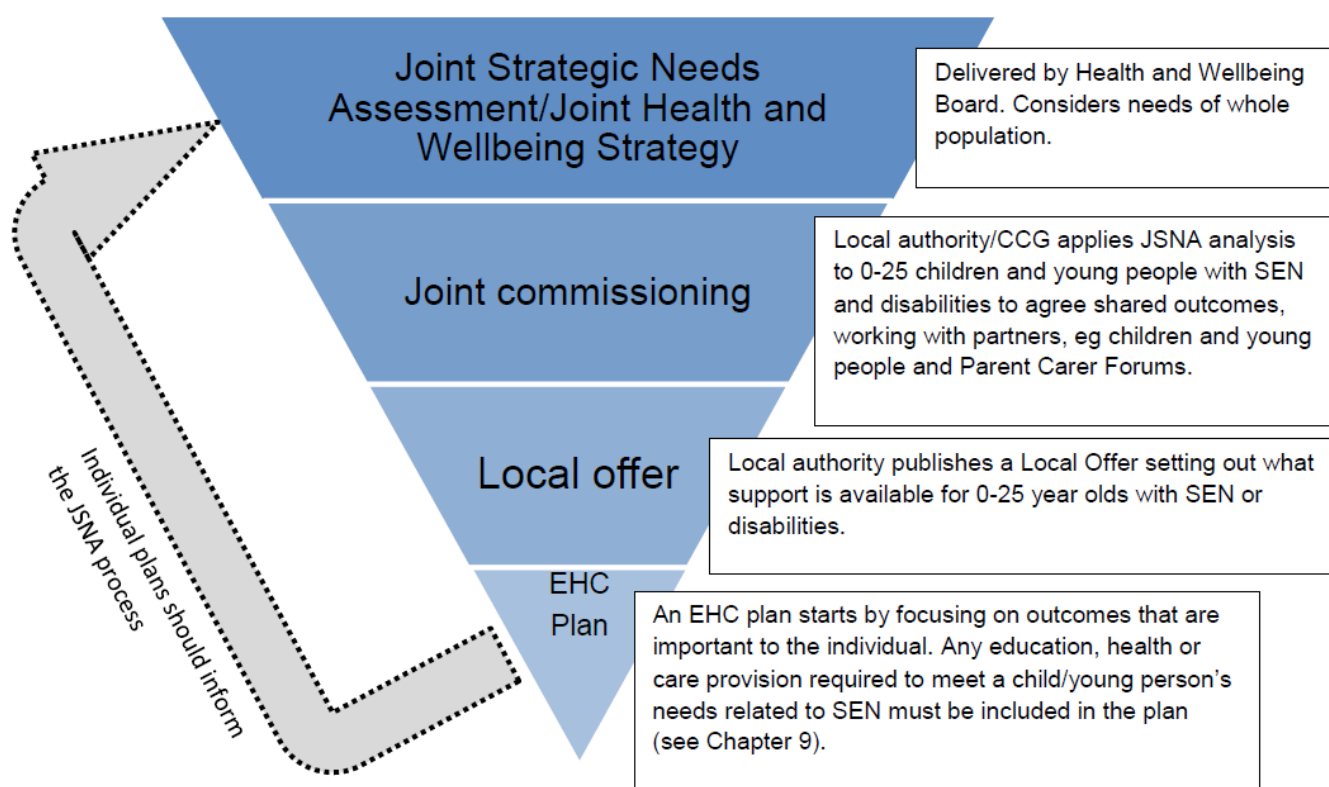 Joint Strategic Needs
Assessment/Joint Health and
Wellbeing Strategy
Delivered by Health and Wellbeing
Board. Considers needs of whole
population.
Joint commissioning
Local authority/CCG applies JSNA analysis
to 0-25 children and young people with SEN
and disabilities to agree shared outcomes,
working with partners, eg children and young
people and Parent Carer Forums.
Local offer
Local authority publishes a Local Offer setting out what
support is available for 0-25 year olds with SEN or
disabilities.
EHC
Plan
An EHC plan starts by focusing on outcomes that are
important to the individual. Any education, health or
care provision required to meet a child/young person’s
needs related to SEN must be included in the plan
(see Chapter 9).
Individual plans should inform
the JSNA process